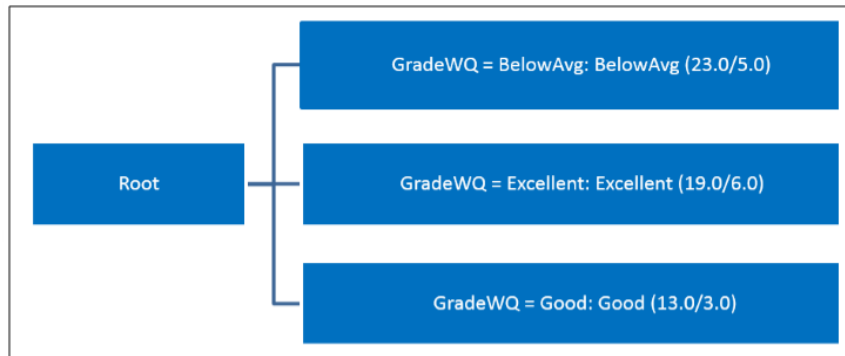 GradeWQ = BelowAvg: BelowAvg (23.0/5.0)
Root
GradeWQ = Excellent: Excellent (19.0/6.0)
GradeWQ = Good: Good (13.0/3.0)